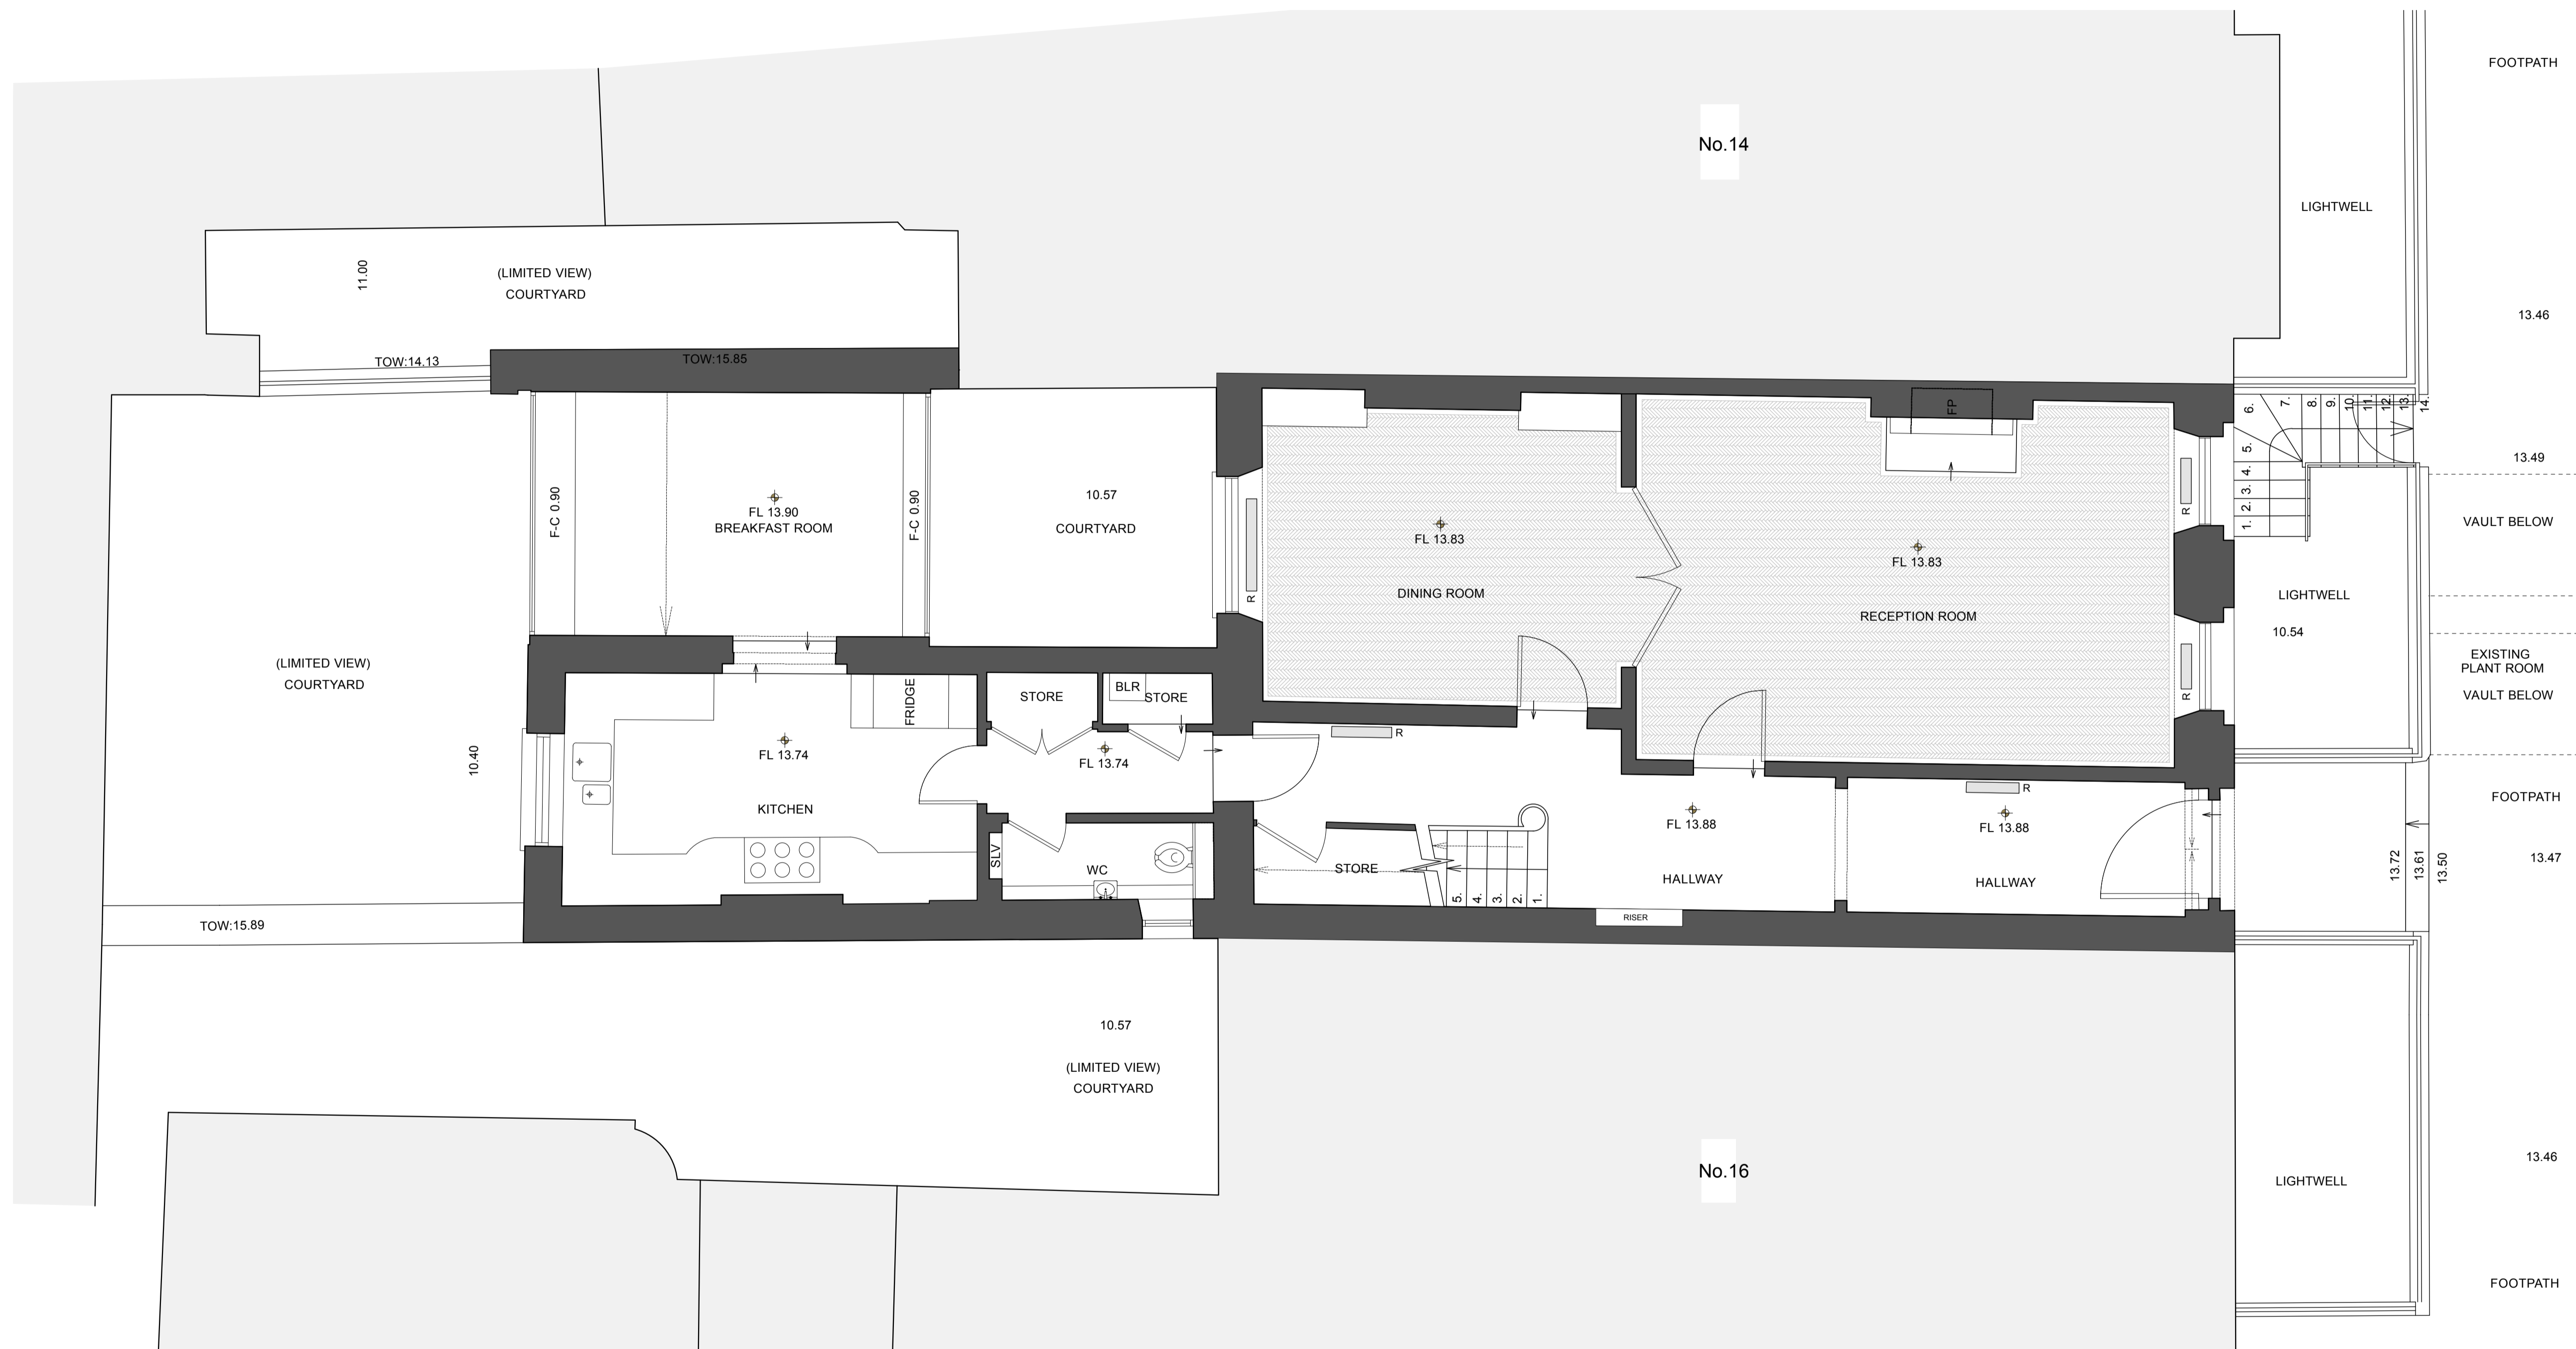 FOOTPATH
No.14
LIGHTWELL
11.00
(LIMITED VIEW)
COURTYARD
13.46
TOW:14.13
TOW:15.85
FP
6.
7.
8.
9.
10.
11.
12.
13.
14.
5.
4.
3.
2.
1.
13.49
F-C 0.90
FL 13.90
BREAKFAST ROOM
F-C 0.90
10.57
COURTYARD
R
FL 13.83
DINING ROOM
FL 13.83
RECEPTION ROOM
R
R
VAULT BELOW
LIGHTWELL
10.54
EXISTING
PLANT ROOM
VAULT BELOW
(LIMITED VIEW)
COURTYARD
10.40
FRIDGE
STORE
BLR
STORE
FL 13.74
KITCHEN
FL 13.74
R
R
FL 13.88
HALLWAY
FL 13.88
HALLWAY
FOOTPATH
13.72
13.61
13.50
13.47
SLV
WC
STORE
5.
4.
3.
2.
1.
RISER
TOW:15.89
10.57
(LIMITED VIEW)
COURTYARD
No.16
13.46
LIGHTWELL
FOOTPATH